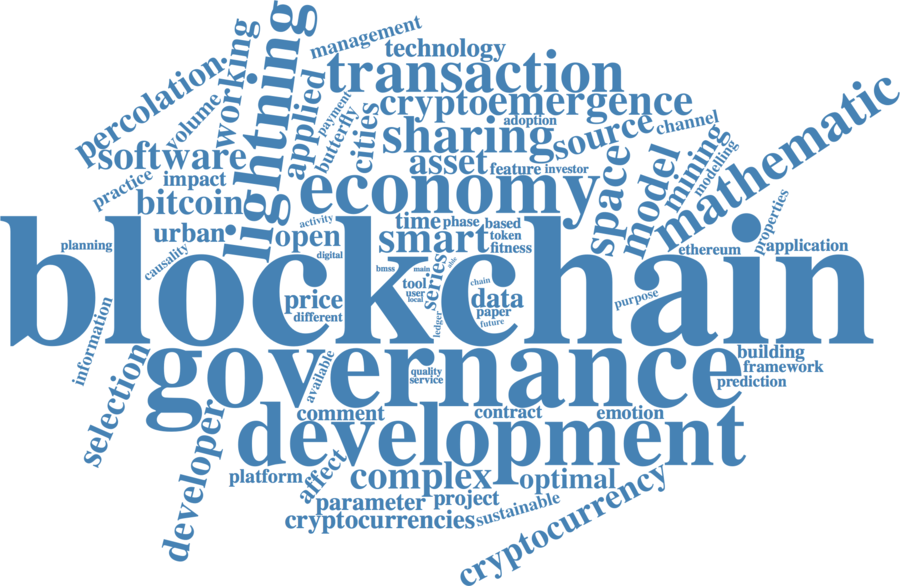 management
technology
working
lightning
percolation
transaction
volume
applied
payment
butterfly
cities
cryptoemergence
adoption
sharing
source
channel
mathematic
software
practice
impact
asset
feature
investor
space
model
mining
modelling
bitcoin
economy
urban
activity
open
digital
time
phase
based
smart
token
fitness
properties
ethereum
application
planning
causality
blockchain
bmss
main
able
series
tool
user
local
chain
data
paper
future
ledger
price
different
purpose
information
selection
governance
available
quality
service
building
framework
prediction
developer
development
comment
contract
emotion
platform
affect
complex
optimal
parameter
project
cryptocurrencies
sustainable
cryptocurrency